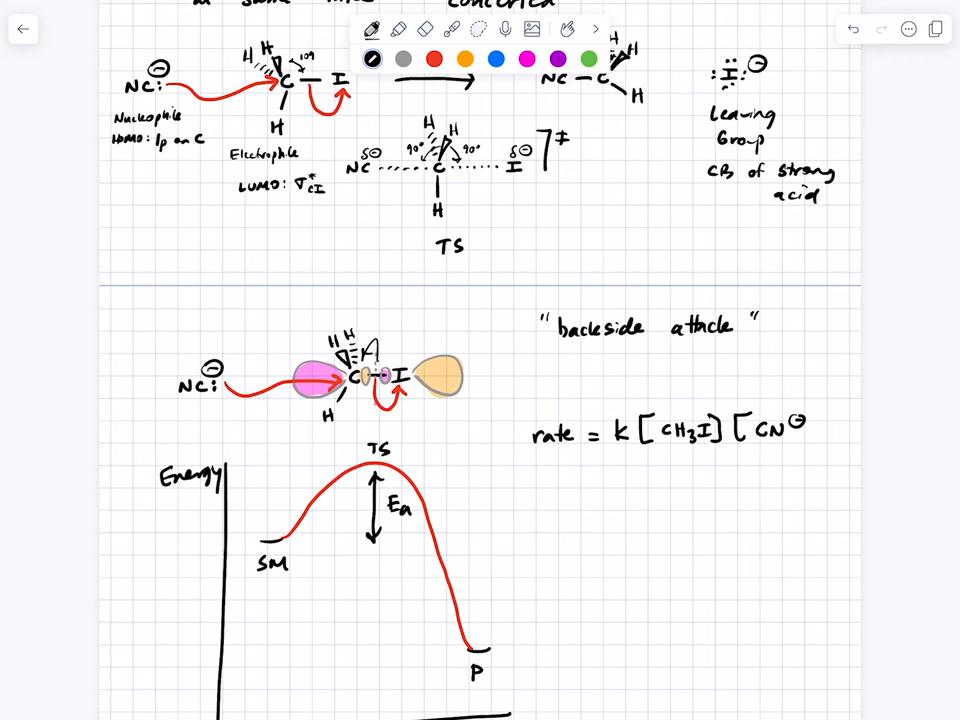 concerted
H H 109 H H
NC:⊖ C — I NC — C H :Ï:⊖
H
Nucleophile
HOMO: lp on C
Electrophile
LUMO: σ*CI
H H
90° 90°
δ⊖ δ⊖
NC C I ‡
H
TS
Leaving
Group
CB of strong
acid
"backside attack"
H H
NC:⊖ C — I
H
rate = k [CH3I] [CN⊖
Energy
TS
Ea
SM
P